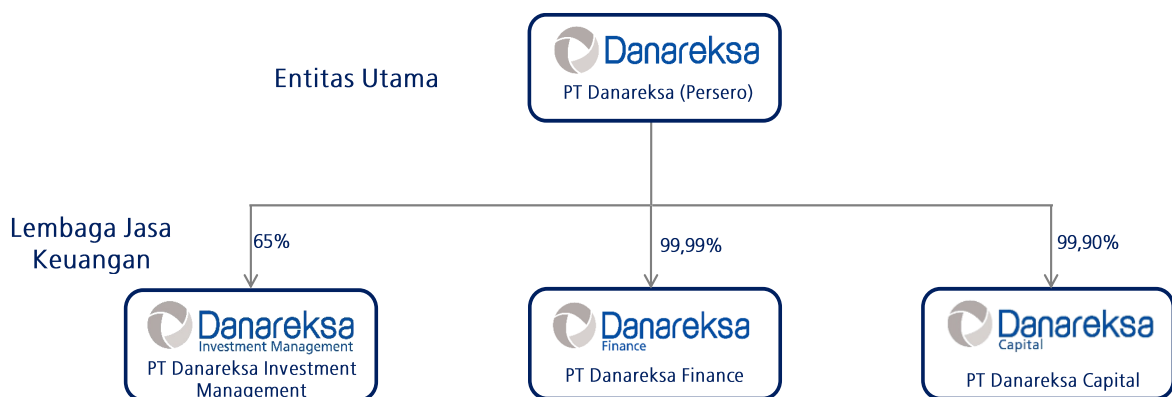 Danareksa
PT Danareksa (Persero)
Entitas Utama
Lembaga Jasa
Keuangan
65%
99,99%
99,90%
Danareksa
Investment Management
PT Danareksa Investment
Management
Danareksa
Finance
PT Danareksa Finance
Danareksa
Capital
PT Danareksa Capital